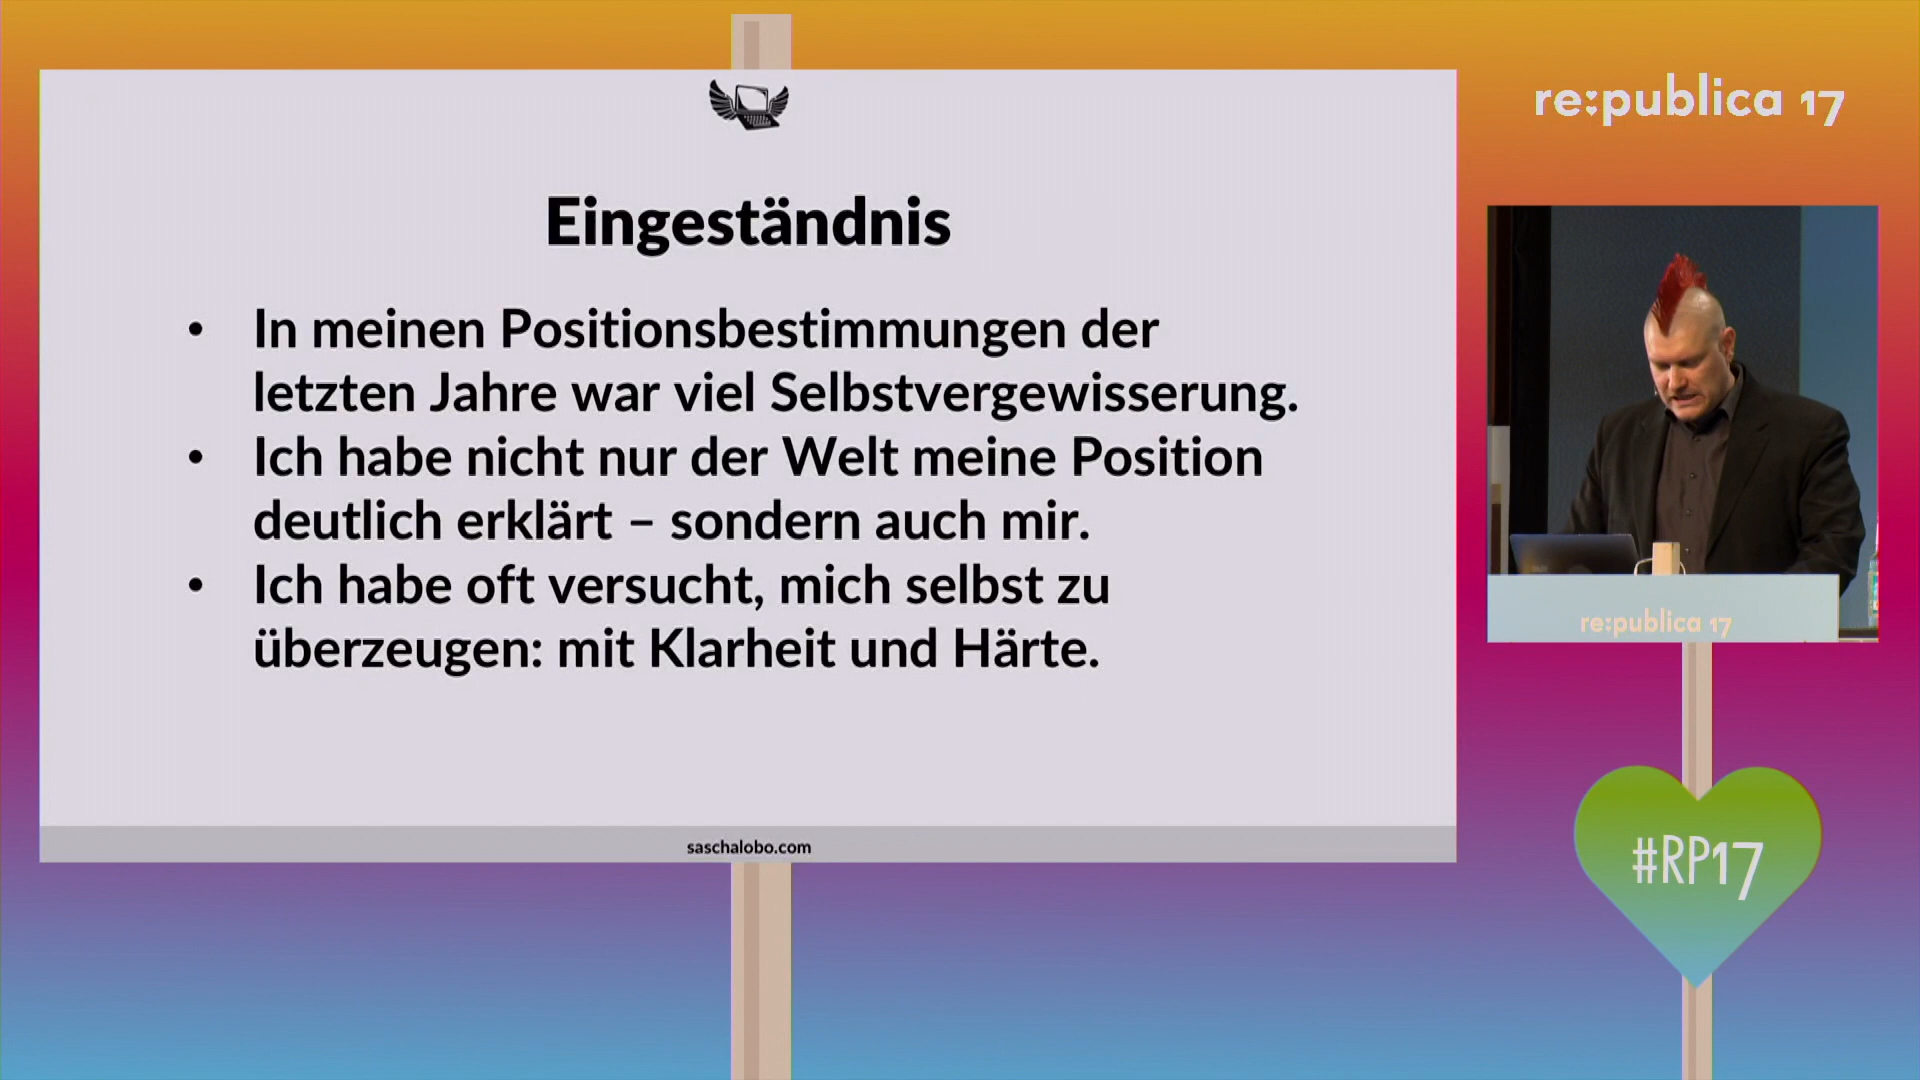 re:publica 17
Eingeständnis
• In meinen Positionsbestimmungen der
letzten Jahre war viel Selbstvergewisserung.
• Ich habe nicht nur der Welt meine Position
deutlich erklärt – sondern auch mir.
• Ich habe oft versucht, mich selbst zu
überzeugen: mit Klarheit und Härte.
saschalobo.com
re:publica 17
#RP17